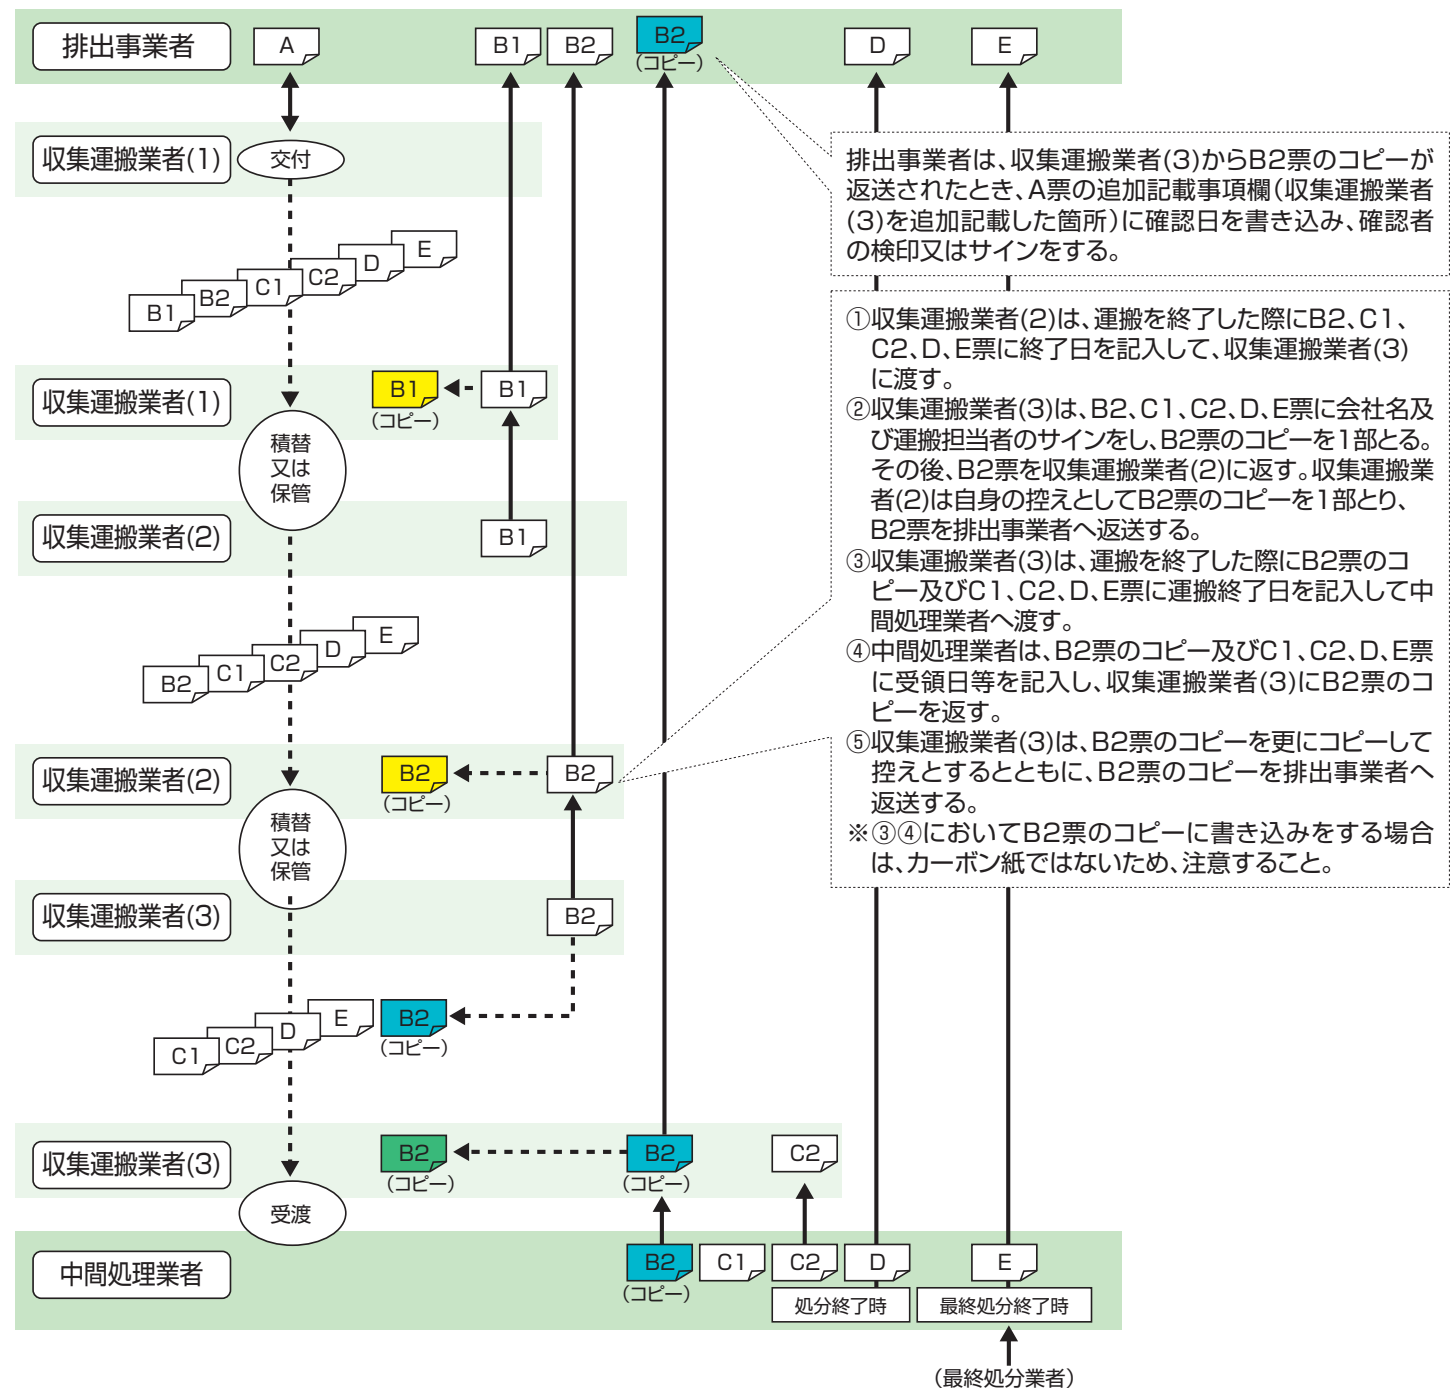 排出事業者
A
B1
B2
B2
(コピー)
D
E
収集運搬業者(1)
交付
排出事業者は、収集運搬業者(3)からB2票のコピーが
返送されたとき、A票の追加記載事項欄(収集運搬業者
(3)を追加記載した箇所)に確認日を書き込み、確認者
の検印又はサインをする。
B1
B2
C1
C2
D
E
収集運搬業者(1)
B1
(コピー)
B1
積替
又は
保管
収集運搬業者(2)
B1
①収集運搬業者(2)は、運搬を終了した際にB2、C1、
C2、D、E票に終了日を記入して、収集運搬業者(3)
に渡す。
②収集運搬業者(3)は、B2、C1、C2、D、E票に会社名及
び運搬担当者のサインをし、B2票のコピーを1部とる。
その後、B2票を収集運搬業者(2)に返す。収集運搬業
者(2)は自身の控えとしてB2票のコピーを1部とり、
B2票を排出事業者へ返送する。
③収集運搬業者(3)は、運搬を終了した際にB2票のコ
ピー及びC1、C2、D、E票に運搬終了日を記入して中
間処理業者へ渡す。
④中間処理業者は、B2票のコピー及びC1、C2、D、E票
に受領日等を記入し、収集運搬業者(3)にB2票のコ
ピーを返す。
⑤収集運搬業者(3)は、B2票のコピーを更にコピーして
控えとするとともに、B2票のコピーを排出事業者へ
返送する。
※③④においてB2票のコピーに書き込みをする場合
は、カーボン紙ではないため、注意すること。
B2
C1
C2
D
E
収集運搬業者(2)
B2
(コピー)
B2
積替
又は
保管
収集運搬業者(3)
B2
C1
C2
D
E
B2
(コピー)
収集運搬業者(3)
B2
(コピー)
B2
(コピー)
C2
受渡
中間処理業者
B2
(コピー)
C1
C2
D
E
処分終了時
最終処分終了時
(最終処分業者)